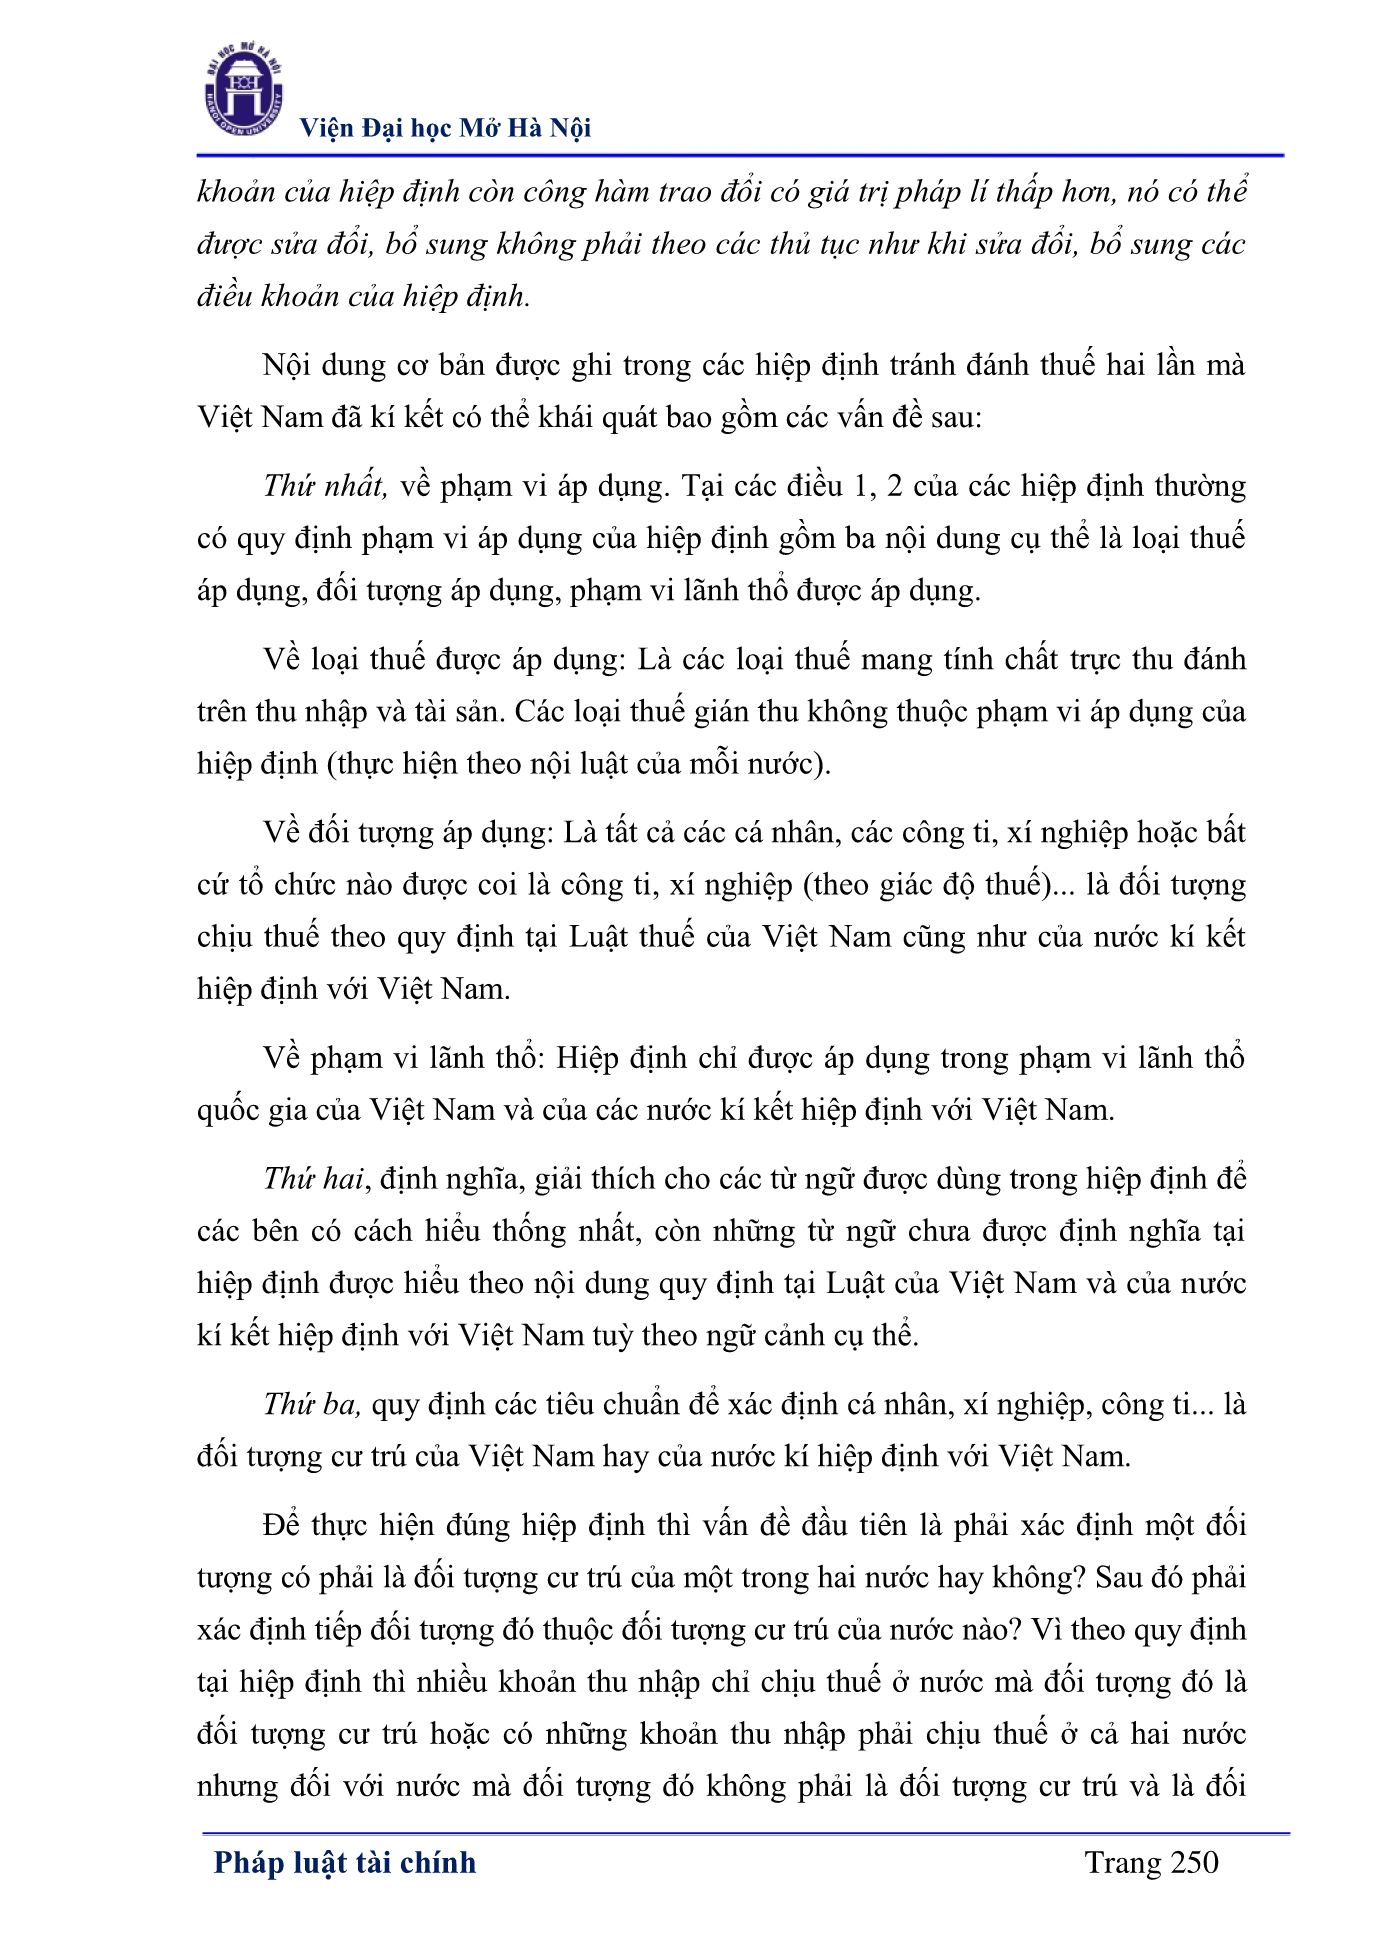 ĐẠI HỌC MỞ HÀ NỘI
HANOI OPEN UNIVERSITY
Viện Đại học Mở Hà Nội
khoản của hiệp định còn công hàm trao đổi có giá trị pháp lí thấp hơn, nó có thể
được sửa đổi, bổ sung không phải theo các thủ tục như khi sửa đổi, bổ sung các
điều khoản của hiệp định.
Nội dung cơ bản được ghi trong các hiệp định tránh đánh thuế hai lần mà
Việt Nam đã kí kết có thể khái quát bao gồm các vấn đề sau:
Thứ nhất, về phạm vi áp dụng. Tại các điều 1, 2 của các hiệp định thường
có quy định phạm vi áp dụng của hiệp định gồm ba nội dung cụ thể là loại thuế
áp dụng, đối tượng áp dụng, phạm vi lãnh thổ được áp dụng.
Về loại thuế được áp dụng: Là các loại thuế mang tính chất trực thu đánh
trên thu nhập và tài sản. Các loại thuế gián thu không thuộc phạm vi áp dụng của
hiệp định (thực hiện theo nội luật của mỗi nước).
Về đối tượng áp dụng: Là tất cả các cá nhân, các công ti, xí nghiệp hoặc bất
cứ tổ chức nào được coi là công ti, xí nghiệp (theo giác độ thuế)... là đối tượng
chịu thuế theo quy định tại Luật thuế của Việt Nam cũng như của nước kí kết
hiệp định với Việt Nam.
Về phạm vi lãnh thổ: Hiệp định chỉ được áp dụng trong phạm vi lãnh thổ
quốc gia của Việt Nam và của các nước kí kết hiệp định với Việt Nam.
Thứ hai, định nghĩa, giải thích cho các từ ngữ được dùng trong hiệp định để
các bên có cách hiểu thống nhất, còn những từ ngữ chưa được định nghĩa tại
hiệp định được hiểu theo nội dung quy định tại Luật của Việt Nam và của nước
kí kết hiệp định với Việt Nam tuỳ theo ngữ cảnh cụ thể.
Thứ ba, quy định các tiêu chuẩn để xác định cá nhân, xí nghiệp, công ti... là
đối tượng cư trú của Việt Nam hay của nước kí hiệp định với Việt Nam.
Để thực hiện đúng hiệp định thì vấn đề đầu tiên là phải xác định một đối
tượng có phải là đối tượng cư trú của một trong hai nước hay không? Sau đó phải
xác định tiếp đối tượng đó thuộc đối tượng cư trú của nước nào? Vì theo quy định
tại hiệp định thì nhiều khoản thu nhập chỉ chịu thuế ở nước mà đối tượng đó là
đối tượng cư trú hoặc có những khoản thu nhập phải chịu thuế ở cả hai nước
nhưng đối với nước mà đối tượng đó không phải là đối tượng cư trú và là đối
Pháp luật tài chính Trang 250